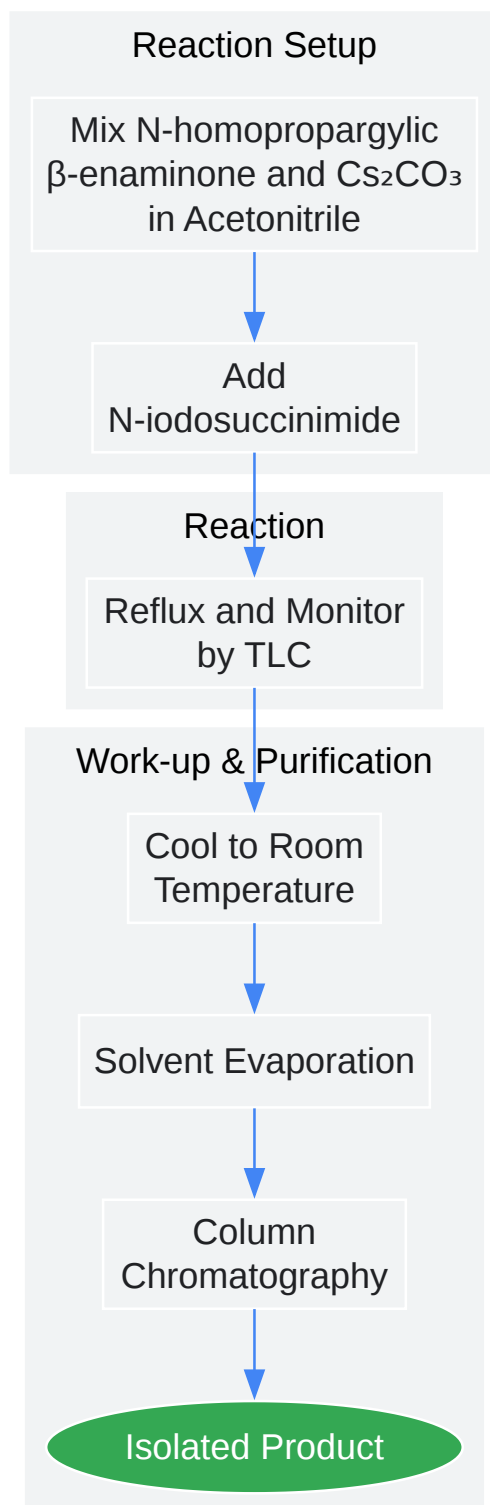 Reaction Setup
Mix N-homopropargylic
β-enaminone and Cs₂CO₃
in Acetonitrile
Add
N-iodosuccinimide
Reaction
Reflux and Monitor
by TLC
Work-up & Purification
Cool to Room
Temperature
Solvent Evaporation
Column
Chromatography
Isolated Product